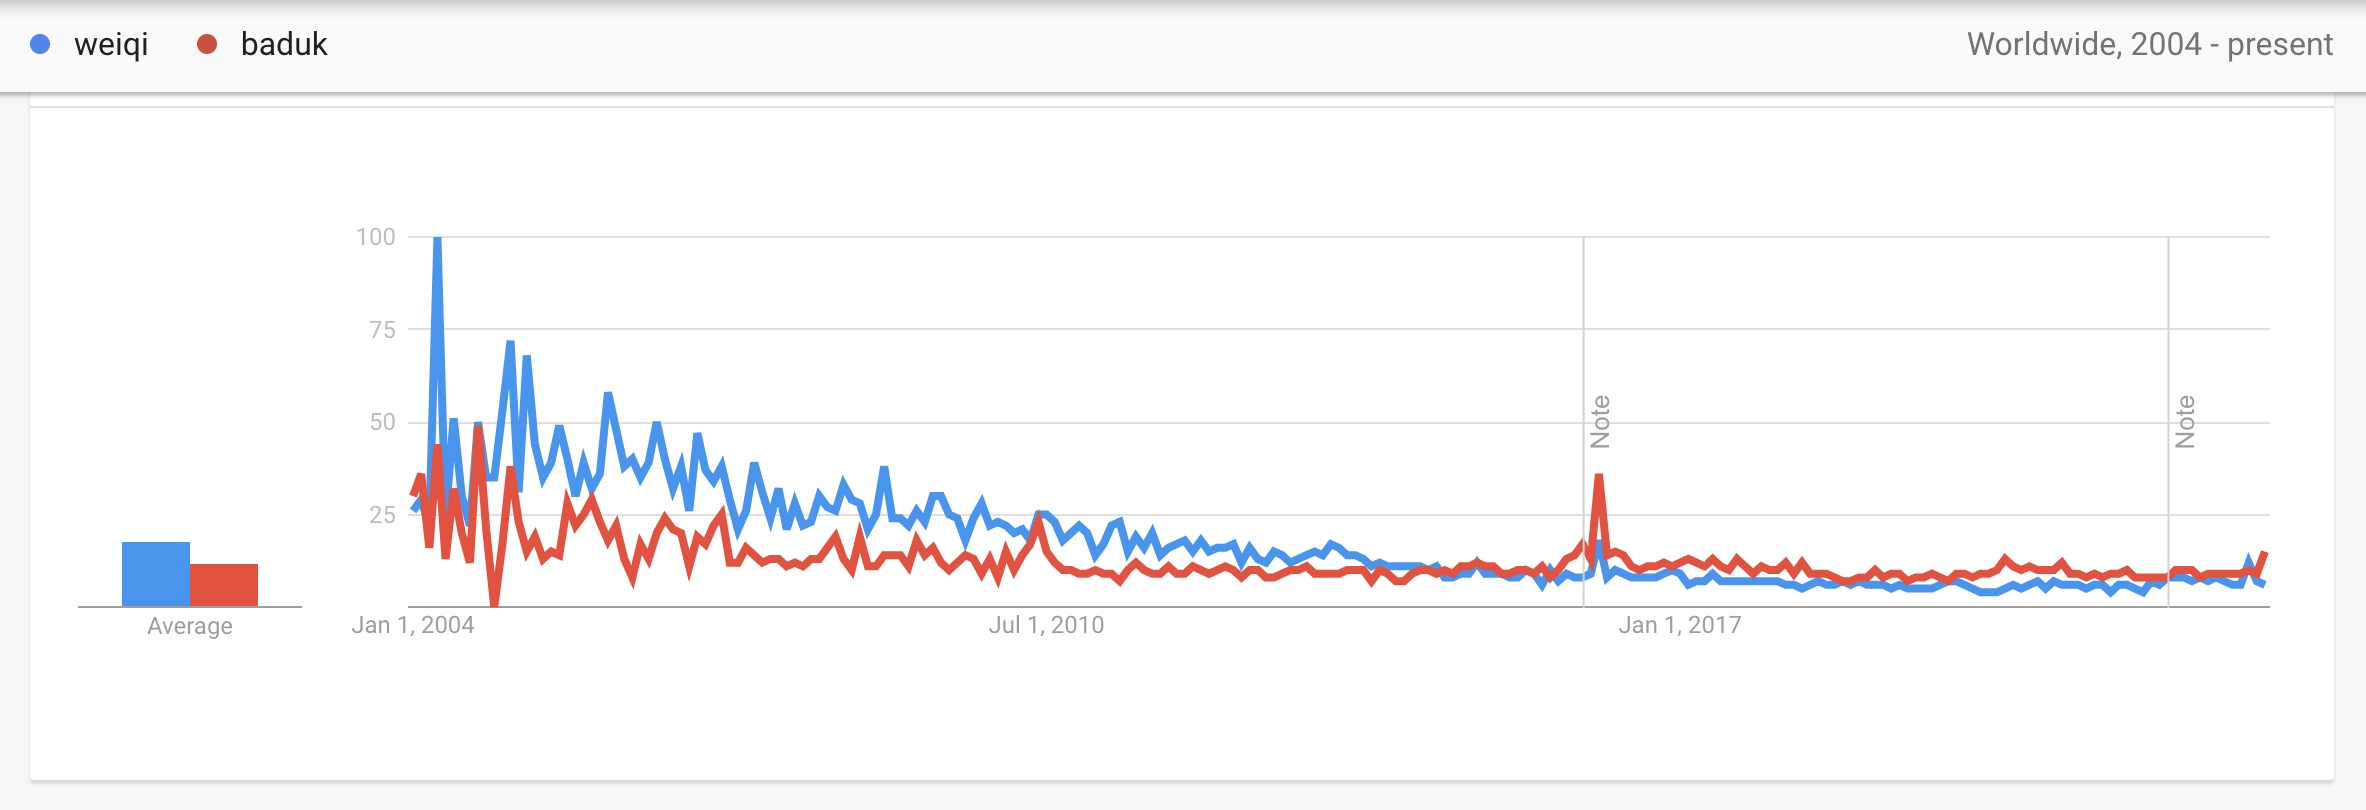 weiqi baduk Worldwide, 2004 - present
100
75
50
25
Note
Note
Average
Jan 1, 2004 Jul 1, 2010 Jan 1, 2017